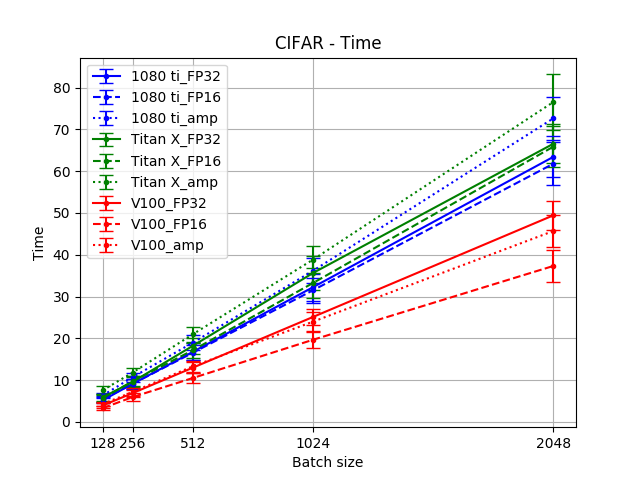 CIFAR - Time
80
70
60
50
40
30
20
10
0
Time
1080 ti_FP32
1080 ti_FP16
1080 ti_amp
Titan X_FP32
Titan X_FP16
Titan X_amp
V100_FP32
V100_FP16
V100_amp
128 256 512 1024 2048
Batch size